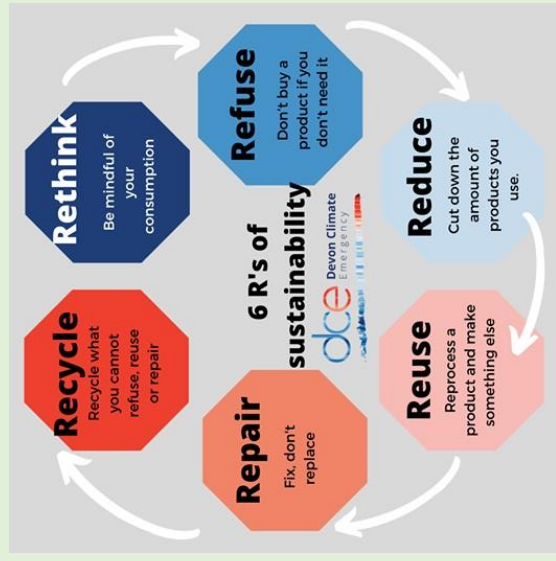 6 R's of
sustainability
dce Devon Climate
Emergency
Rethink
Be mindful of
your
consumption
Refuse
Don't buy a
product if you
don't need it
Reduce
Cut down the
amount of
products you
use.
Reuse
Reprocess a
product and make
something else
Repair
Fix, don't
replace
Recycle
Recycle what
you cannot
refuse, reuse
or repair